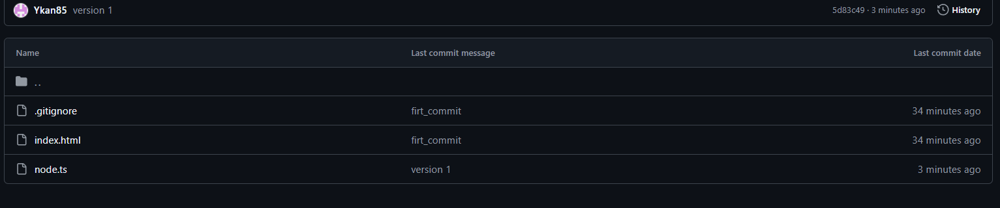 Ykan85 version 1 5d83c49 · 3 minutes ago History
Name Last commit message Last commit date
..
.gitignore firt_commit 34 minutes ago
index.html firt_commit 34 minutes ago
node.ts version 1 3 minutes ago